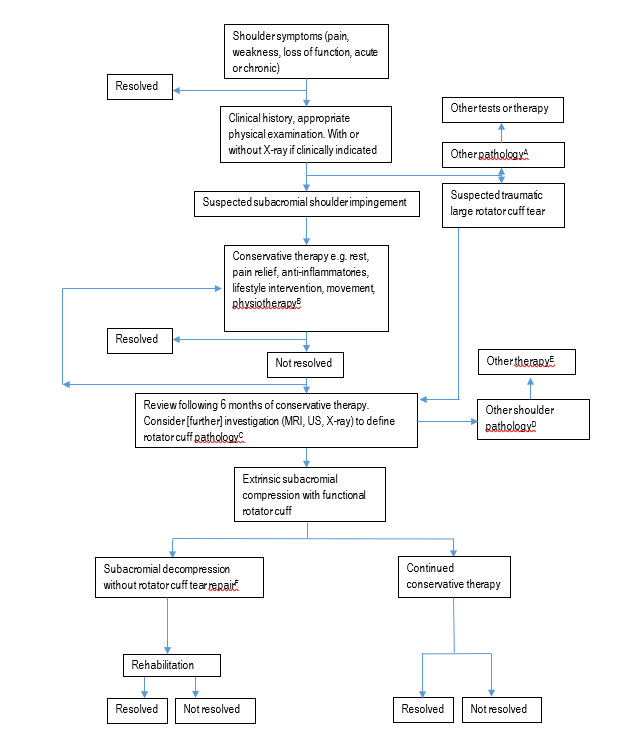 Shoulder symptoms (pain,
weakness, loss of function, acute
or chronic)
Resolved
Clinical history, appropriate
physical examination. With or
without X-ray if clinically indicated
Other tests or therapy
Other pathologyA
Suspected subacromial shoulder impingement
Suspected traumatic
large rotator cuff tear
Conservative therapy e.g. rest,
pain relief, anti-inflammatories,
lifestyle intervention, movement,
physiotherapyB
Resolved
Not resolved
Other therapyE
Review following 6 months of conservative therapy.
Consider [further] investigation (MRI, US, X-ray) to define
rotator cuff pathologyC
Other shoulder
pathologyD
Extrinsic subacromial
compression with functional
rotator cuff
Subacromial decompression
without rotator cuff tear repairF
Continued
conservative therapy
Rehabilitation
Resolved
Not resolved
Resolved
Not resolved